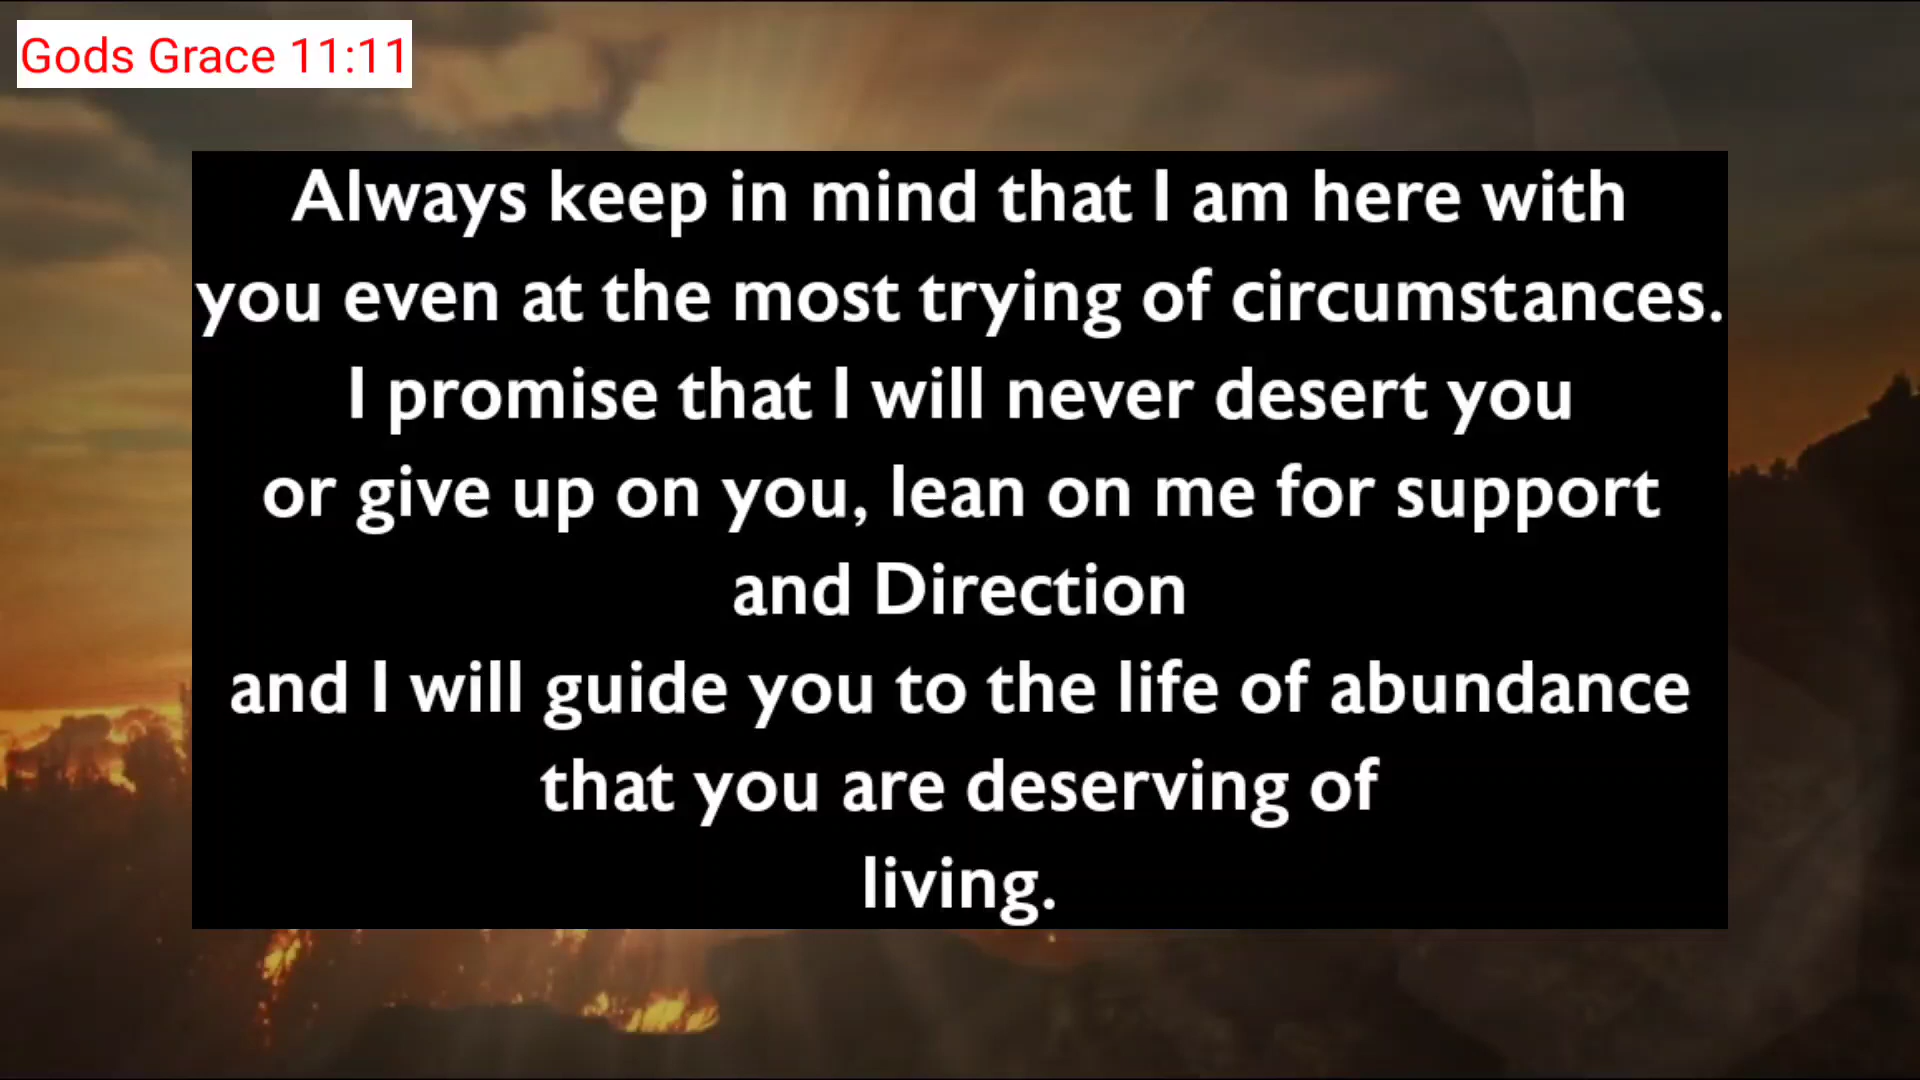 Gods Grace 11:11
Always keep in mind that I am here with
you even at the most trying of circumstances.
I promise that I will never desert you
or give up on you, lean on me for support
and Direction
and I will guide you to the life of abundance
that you are deserving of
living.